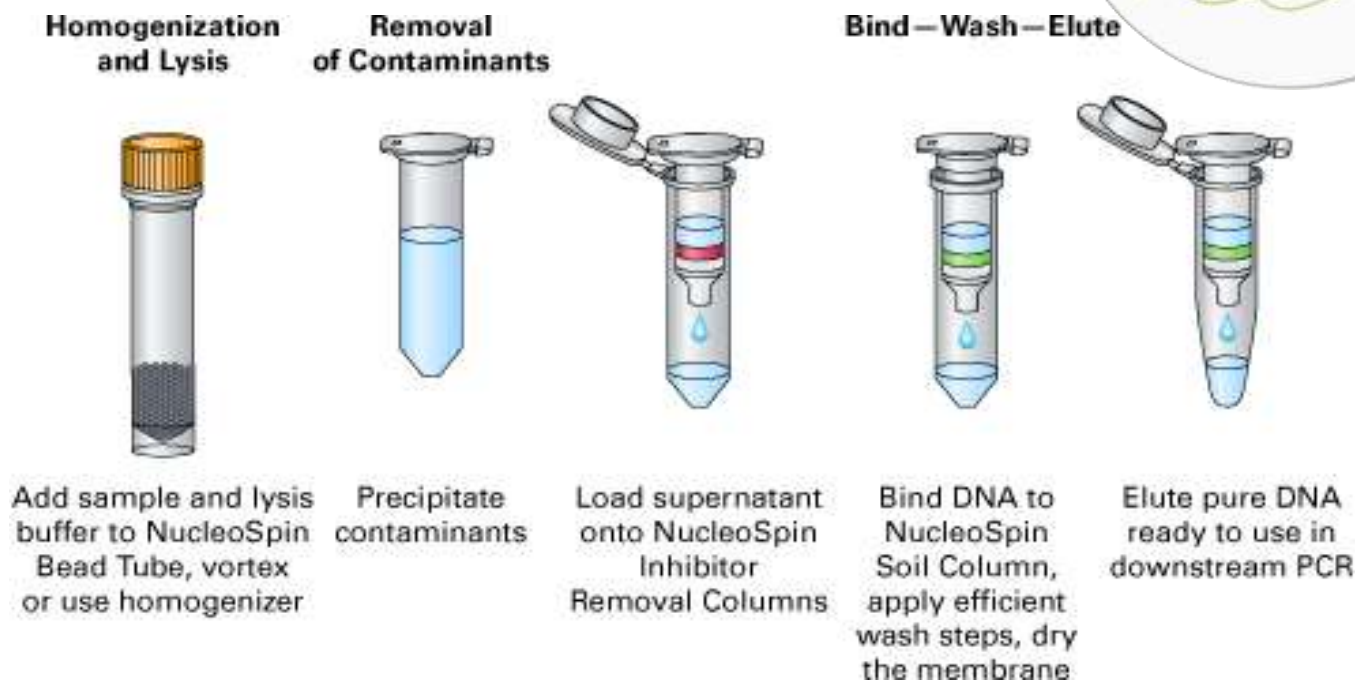 Homogenization
and Lysis
Removal
of Contaminants
Bind—Wash—Elute
Add sample and lysis
buffer to NucleoSpin
Bead Tube, vortex
or use homogenizer
Precipitate
contaminants
Load supernatant
onto NucleoSpin
Inhibitor
Removal Columns
Bind DNA to
NucleoSpin
Soil Column,
apply efficient
wash steps, dry
the membrane
Elute pure DNA
ready to use in
downstream PCR